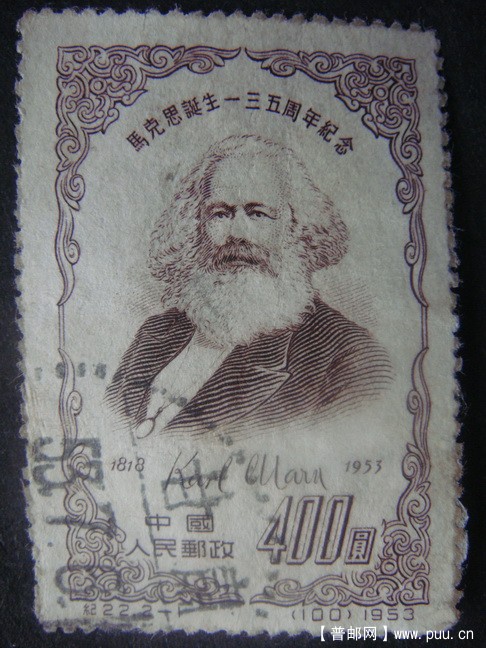 馬克思誕生一三五周年紀念
1818 Karl Marx 1953
中國
人民郵政 400圓
紀22.2-1 (100) 1953
【普邮网】www.puu.cn